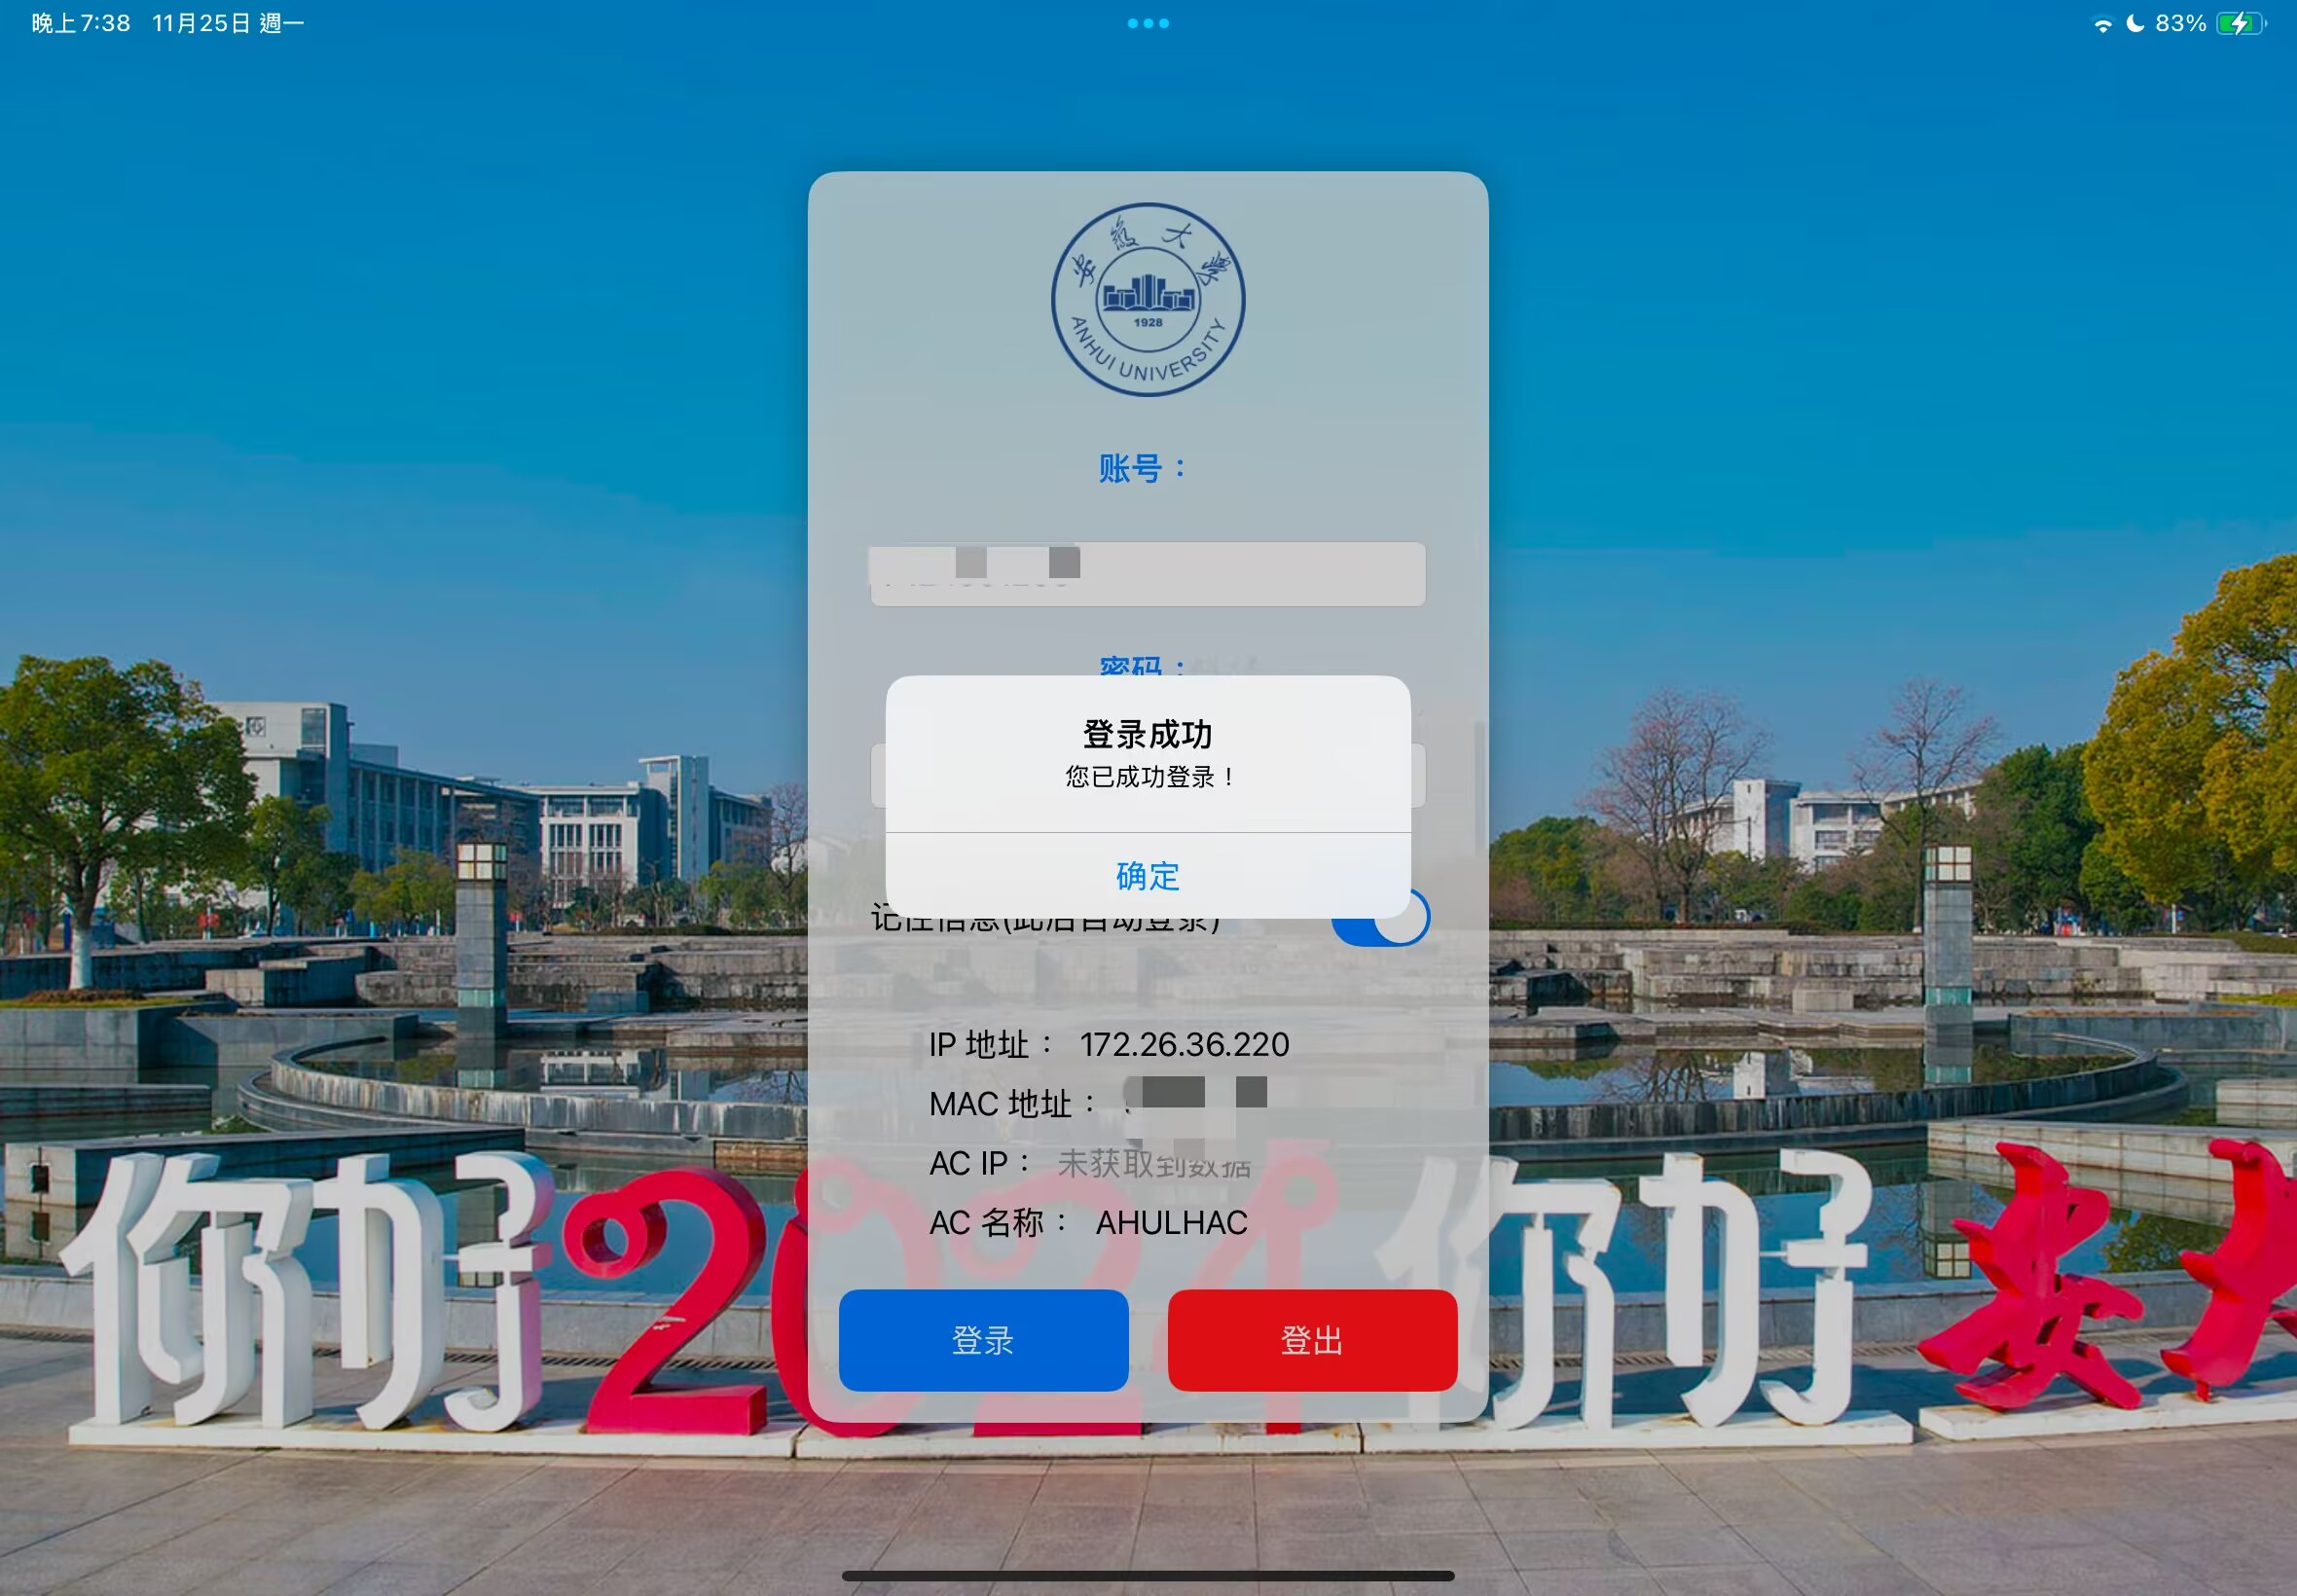 晚上7:38 11月25日 週一
83%
安徽大學
1928
ANHUI UNIVERSITY
账号：
密码：
登录成功
您已成功登录！
确定
记住信息(此后自动登录)
IP 地址： 172.26.36.220
MAC 地址：
AC IP： 未获取到数据
AC 名称： AHULHAC
登录
登出
你好2024 你好 安大